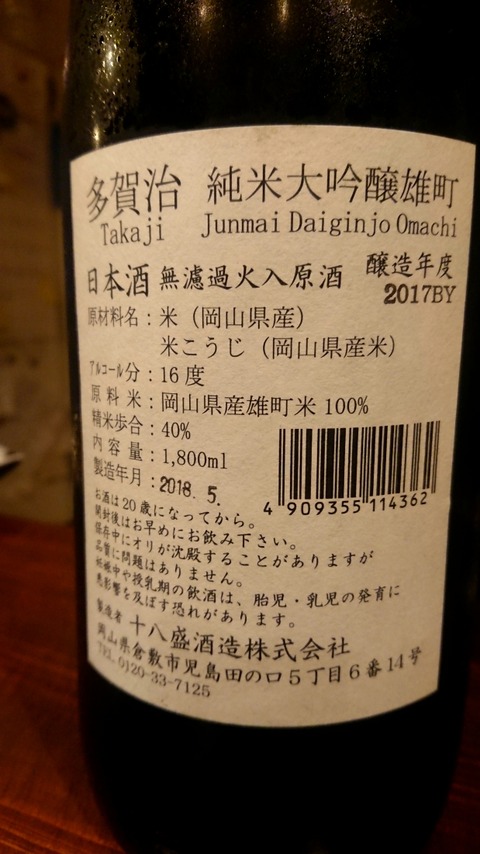 多賀治 純米大吟醸雄町
Takaji Junmai Daiginjo Omachi
日本酒 無濾過火入原酒 醸造年度
2017BY
原材料名：米（岡山県産）
米こうじ（岡山県産米）
アルコール分：16度
原料米：岡山県産雄町米100%
精米歩合：40%
内容量：1,800ml
製造年月：2018.5.
4 909355 114362
お酒は20歳になってから。
開封後はお早めにお飲み下さい。
保存中にオリが沈殿することがありますが
品質に問題はありません。
妊娠中や授乳期の飲酒は、胎児・乳児の発育に
悪影響を及ぼす恐れがあります。
製造者 十八盛酒造株式会社
岡山県倉敷市児島田の口5丁目6番14号
TEL 0120-33-7125